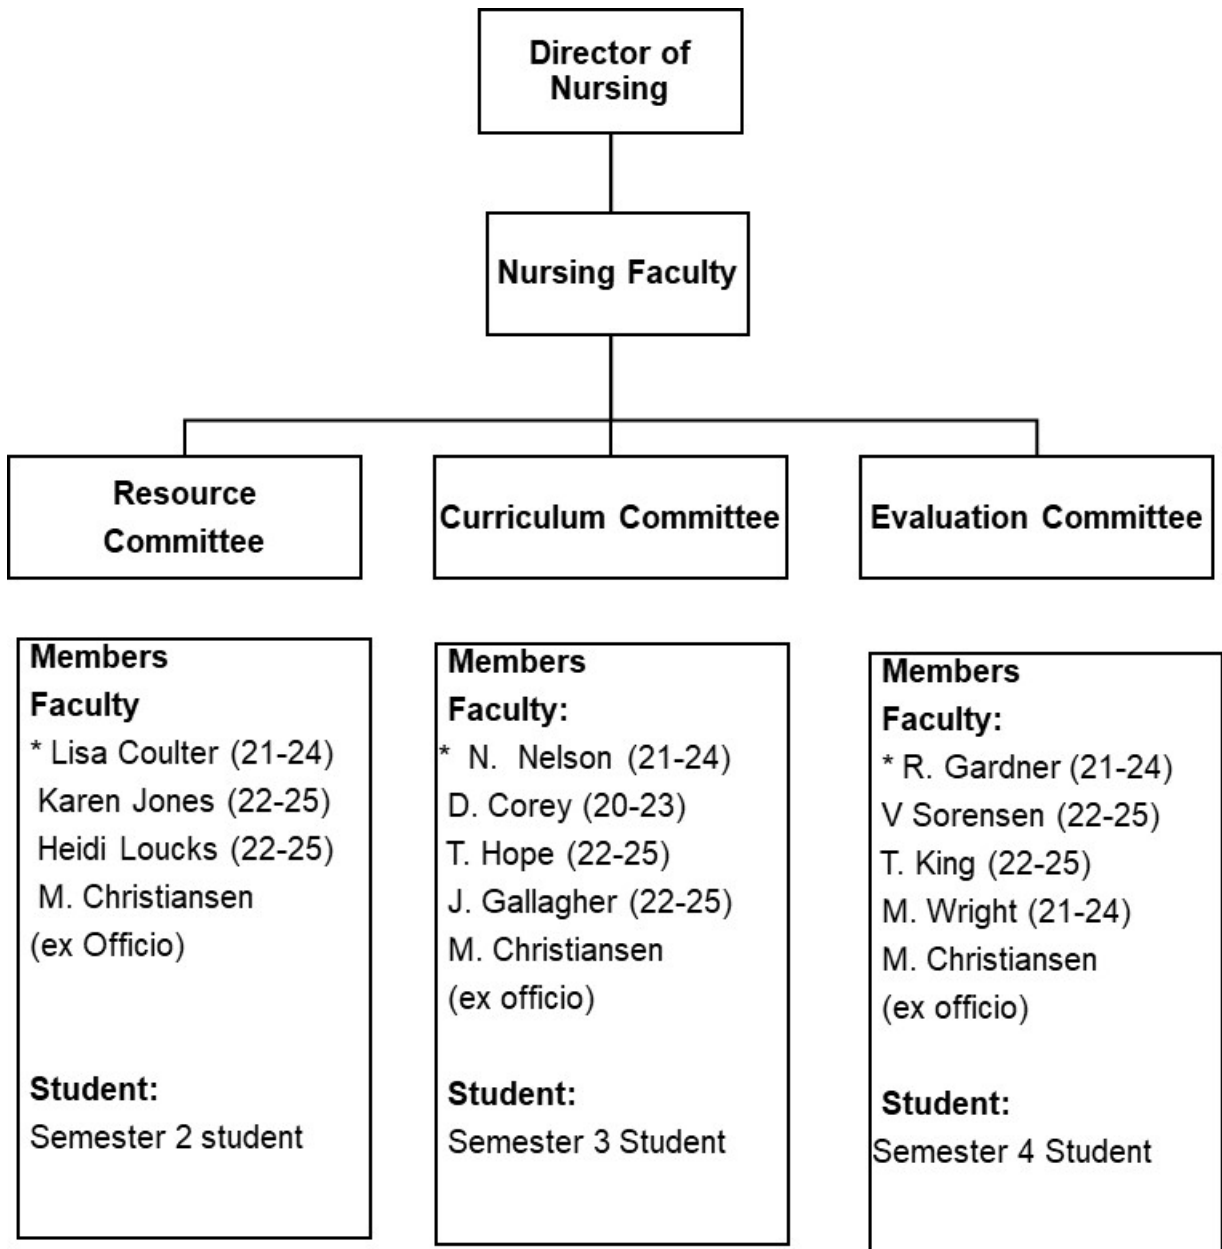 Director of
Nursing
Nursing Faculty
Resource
Committee
Curriculum Committee
Evaluation Committee
Members
Faculty
* Lisa Coulter (21-24)
Karen Jones (22-25)
Heidi Loucks (22-25)
M. Christiansen
(ex Officio)
Student:
Semester 2 student
Members
Faculty:
* N. Nelson (21-24)
D. Corey (20-23)
T. Hope (22-25)
J. Gallagher (22-25)
M. Christiansen
(ex officio)
Student:
Semester 3 Student
Members
Faculty:
* R. Gardner (21-24)
V Sorensen (22-25)
T. King (22-25)
M. Wright (21-24)
M. Christiansen
(ex officio)
Student:
Semester 4 Student